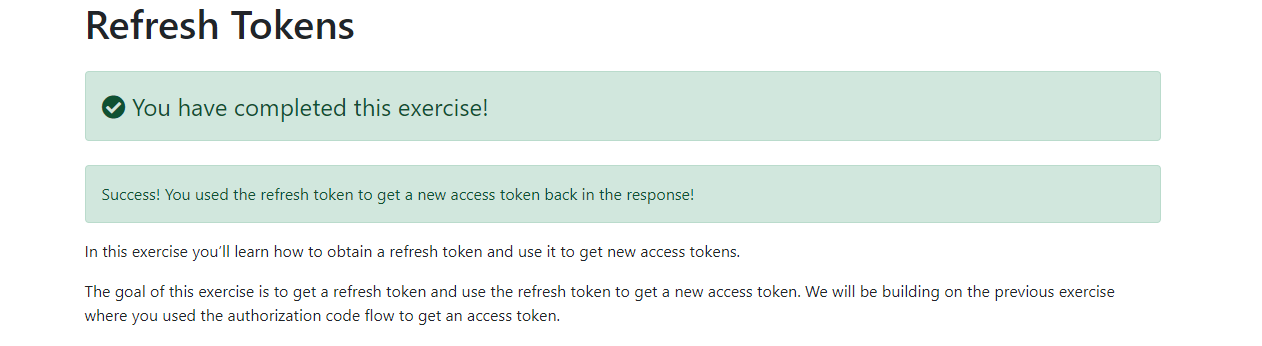 Refresh Tokens
You have completed this exercise!
Success! You used the refresh token to get a new access token back in the response!
In this exercise you’ll learn how to obtain a refresh token and use it to get new access tokens.
The goal of this exercise is to get a refresh token and use the refresh token to get a new access token. We will be building on the previous exercise
where you used the authorization code flow to get an access token.